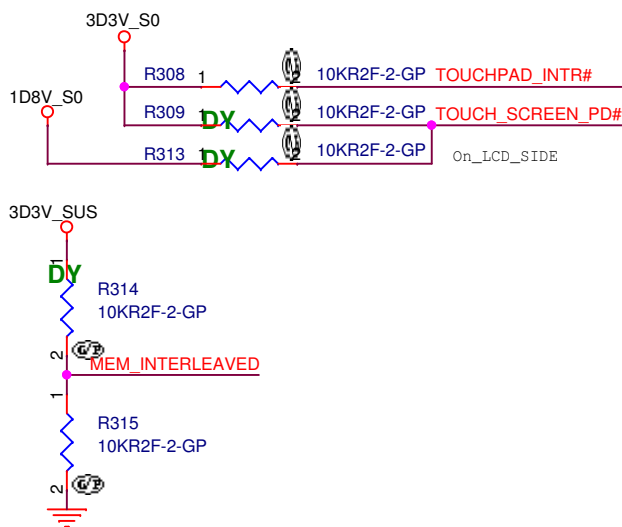 3D3V_S0
R308 1 2 10KR2F-2-GP TOUCHPAD_INTR#
1D8V_S0
R309 1 DY 2 10KR2F-2-GP TOUCH_SCREEN_PD#
R313 1 DY 2 10KR2F-2-GP On_LCD_SIDE
3D3V_SUS
1
DY
R314
10KR2F-2-GP
2 G/P
MEM_INTERLEAVED
1
R315
10KR2F-2-GP
2 G/P